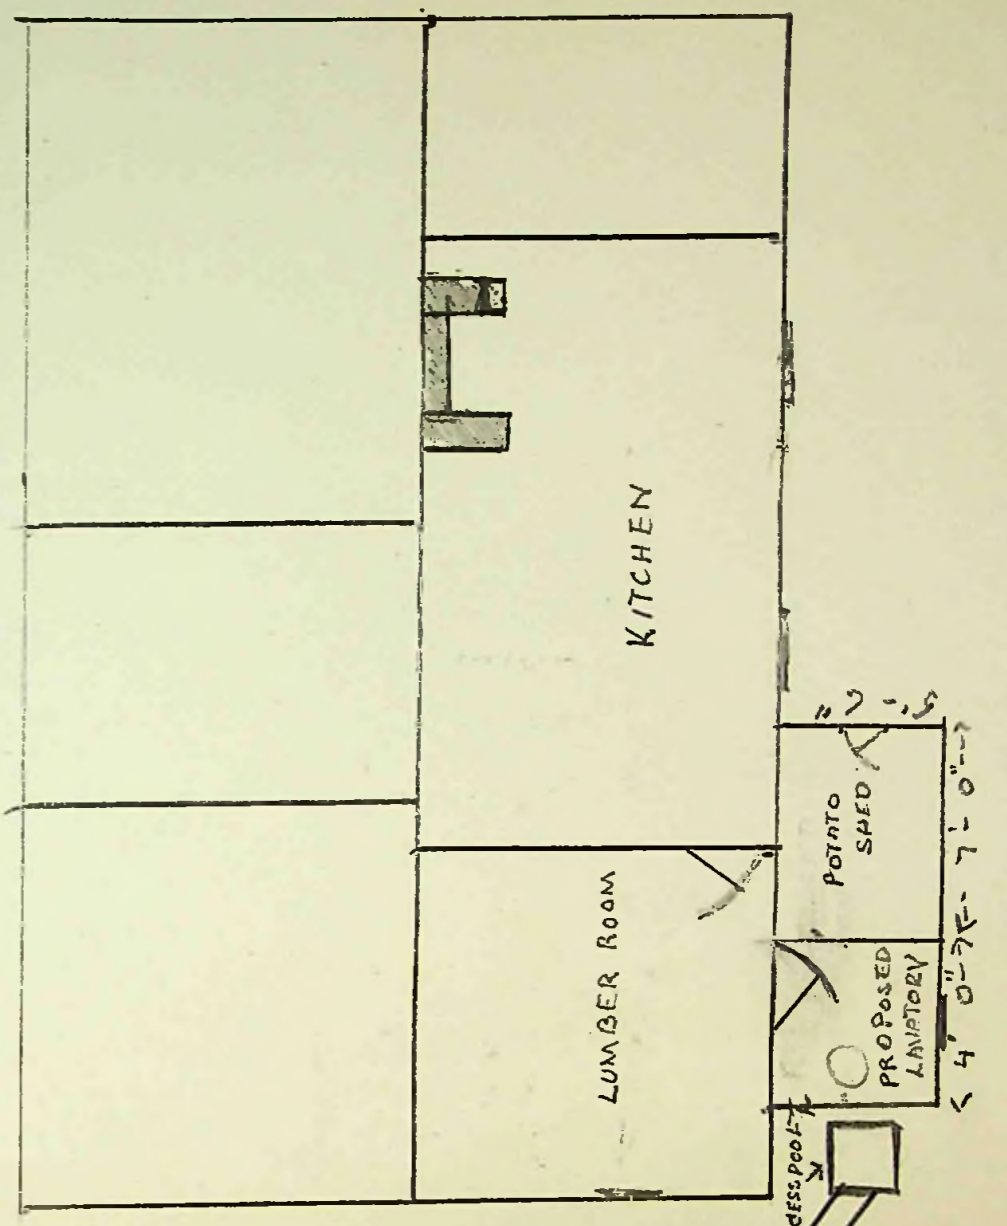 KITCHEN
LUMBER ROOM
POTATO
SHED
PROPOSED
LAVATORY
4' 0"
7'- 0"
CESSPOOL